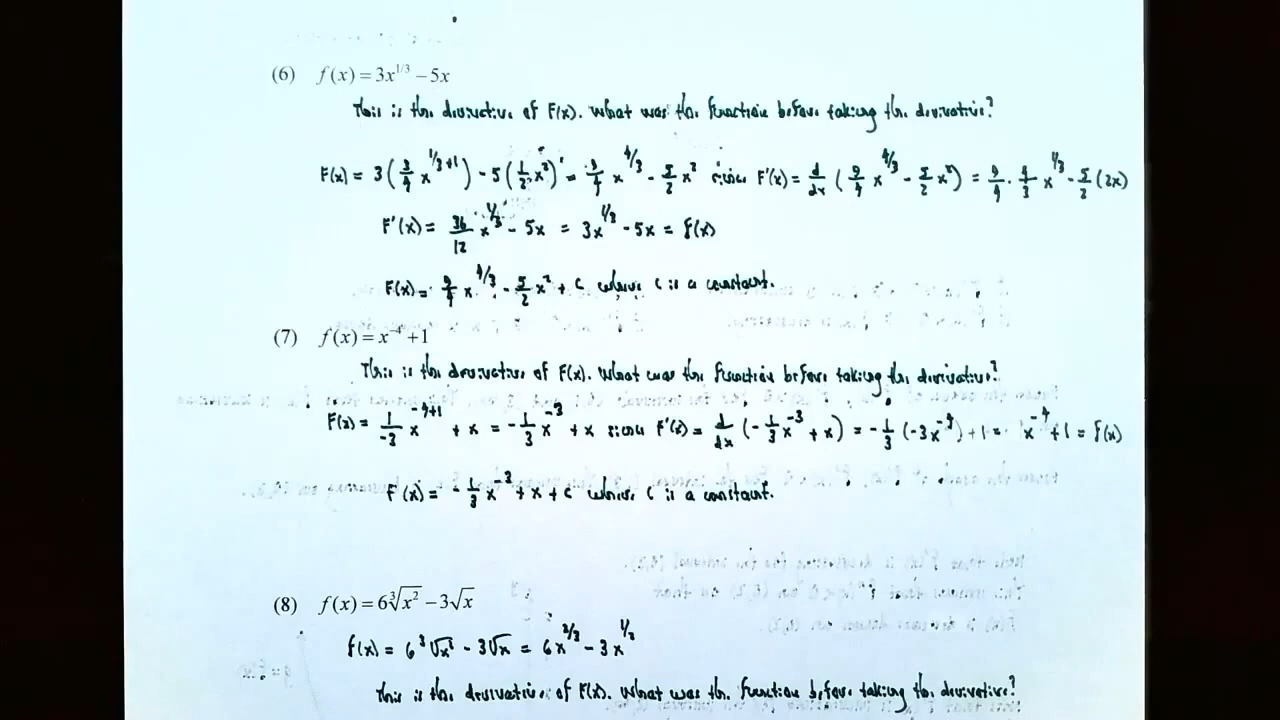 (6) f(x) = 3x^{1/3} − 5x
This is the derivative of F(x). What was the function before taking the derivative?
F(x) = 3(3/4 x^{1/3+1}) - 5(1/2 x²) = 9/4 x^{4/3} - 5/2 x² since F'(x) = d/dx (9/4 x^{4/3} - 5/2 x²) = 9/4 · 4/3 x^{1/3} - 5/2 (2x)
F'(x) = 36/12 x^{1/3} - 5x = 3x^{1/3} - 5x = f(x)
F(x) = 9/4 x^{4/3} - 5/2 x² + C where C is a constant.
(7) f(x) = x^{-4} + 1
This is the derivative of F(x). What was the function before taking the derivative?
F(x) = 1/-3 x^{-4+1} + x = -1/3 x^{-3} + x since F'(x) = d/dx (-1/3 x^{-3} + x) = -1/3 (-3x^{-4}) + 1 = x^{-4} + 1 = f(x)
F(x) = -1/3 x^{-3} + x + C where C is a constant.
(8) f(x) = 6∛x² − 3√x
f(x) = 6∛x² - 3√x = 6x^{2/3} - 3x^{1/2}
This is the derivative of F(x). What was the function before taking the derivative?